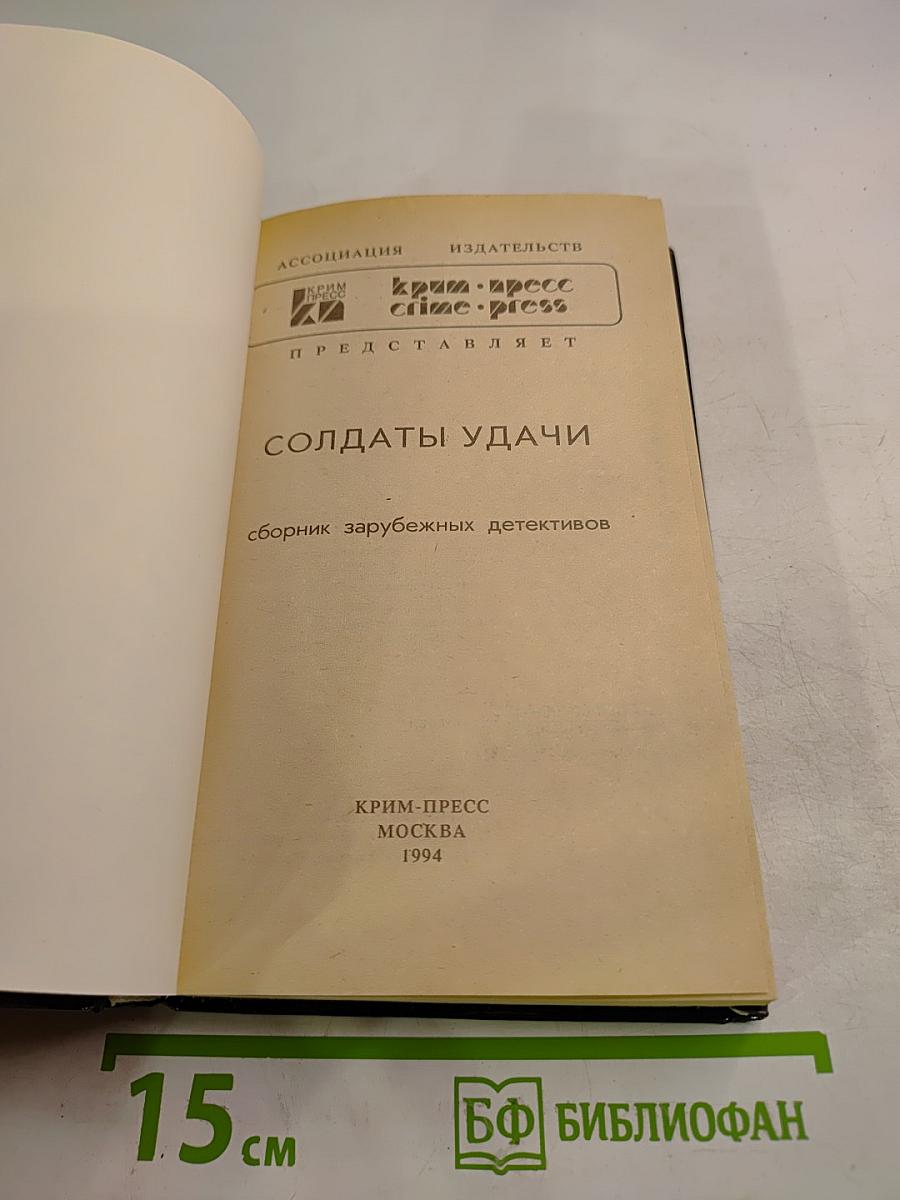 АССОЦИАЦИЯ ИЗДАТЕЛЬСТВ
КРИМ
ПРЕСС
крим · пресс
crime · press
ПРЕДСТАВЛЯЕТ
СОЛДАТЫ УДАЧИ
сборник зарубежных детективов
КРИМ-ПРЕСС
МОСКВА
1994
15 см
БФ БИБЛИОФАН